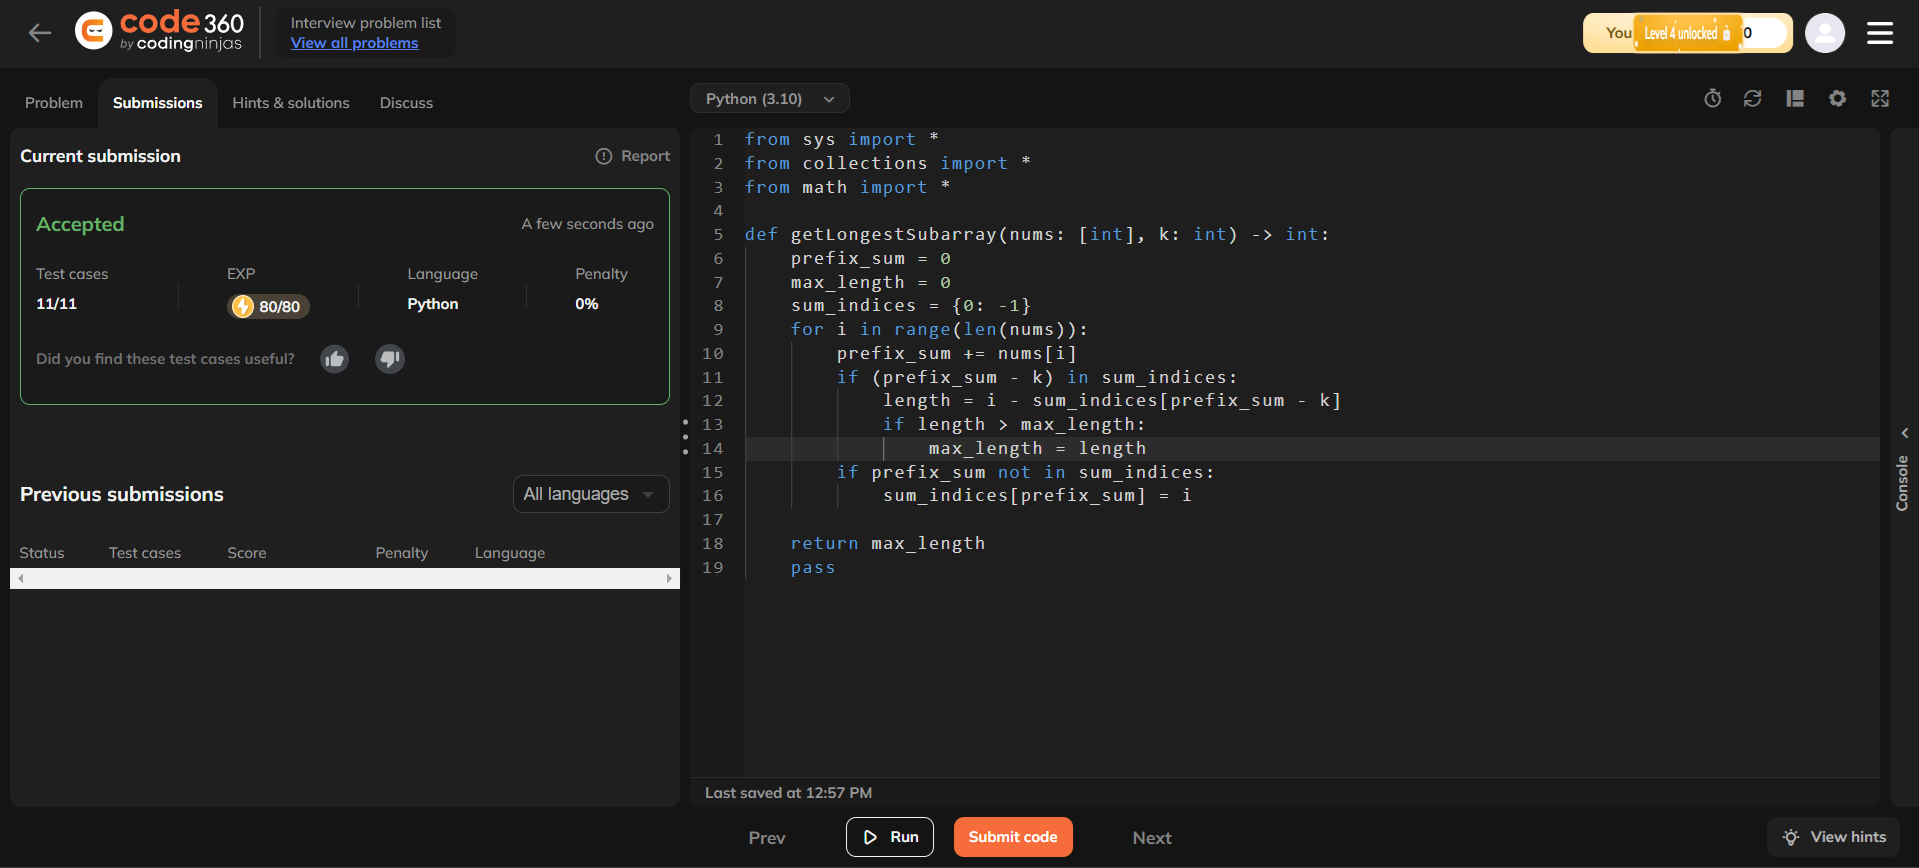 code 360
by codingninjas
Interview problem list
View all problems
You Level 4 unlocked 0
Problem Submissions Hints & solutions Discuss
Current submission
Report
Accepted
A few seconds ago
Test cases EXP Language Penalty
11/11 80/80 Python 0%
Did you find these test cases useful?
Previous submissions
All languages
Status Test cases Score Penalty Language
Python (3.10)
1 from sys import *
2 from collections import *
3 from math import *
4
5 def getLongestSubarray(nums: [int], k: int) -> int:
6     prefix_sum = 0
7     max_length = 0
8     sum_indices = {0: -1}
9     for i in range(len(nums)):
10         prefix_sum += nums[i]
11         if (prefix_sum - k) in sum_indices:
12             length = i - sum_indices[prefix_sum - k]
13             if length > max_length:
14                 max_length = length
15         if prefix_sum not in sum_indices:
16             sum_indices[prefix_sum] = i
17
18     return max_length
19     pass
Console
Last saved at 12:57 PM
Prev Run Submit code Next View hints